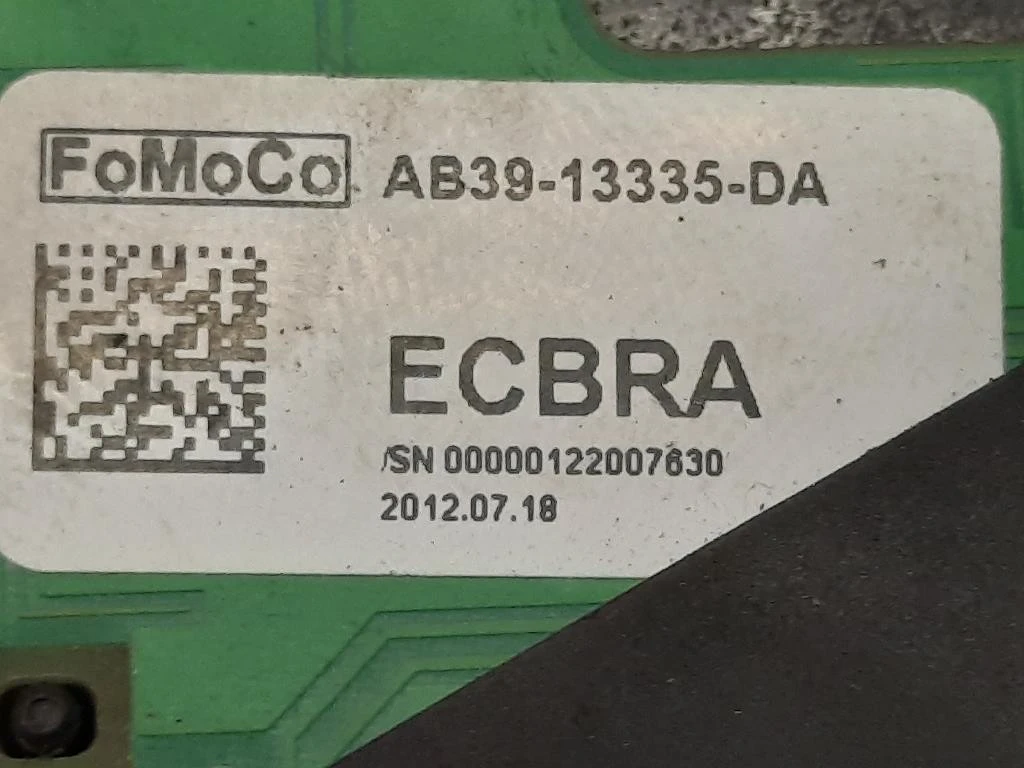 FoMoCo AB39-13335-DA
ECBRA
/SN 00000122007630
2012.07.18